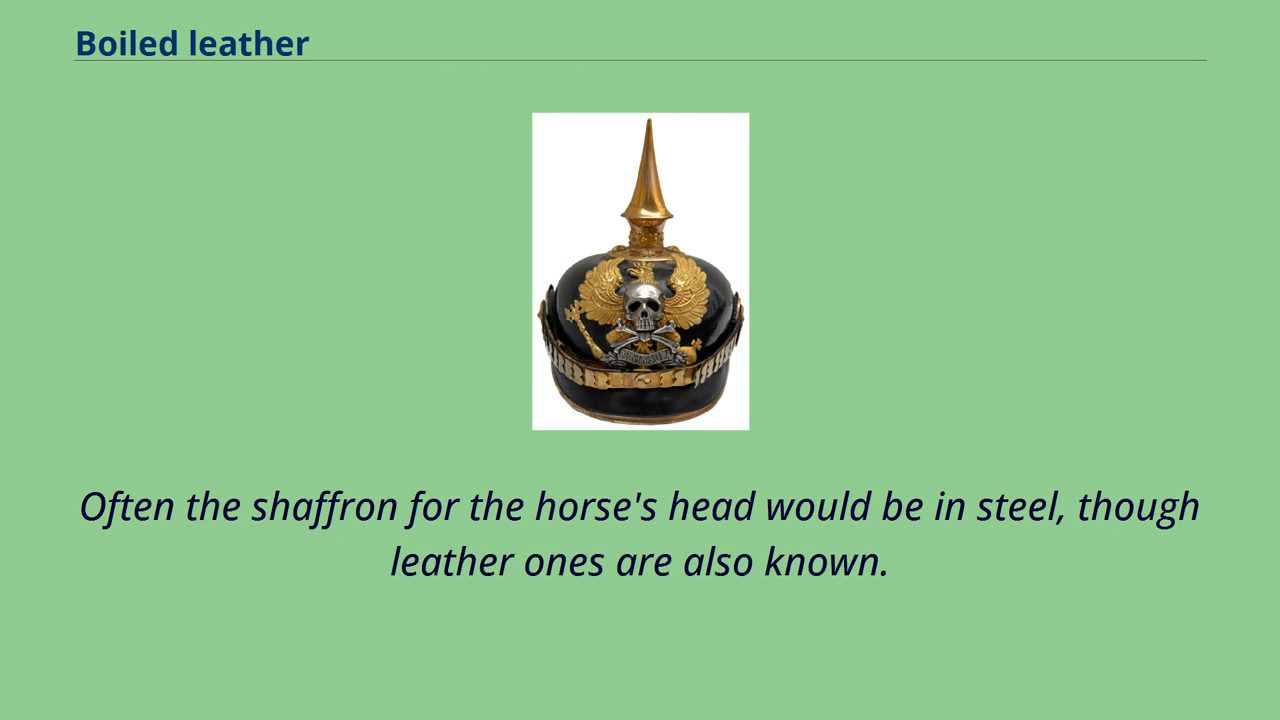 Boiled leather
Often the shaffron for the horse's head would be in steel, though
leather ones are also known.